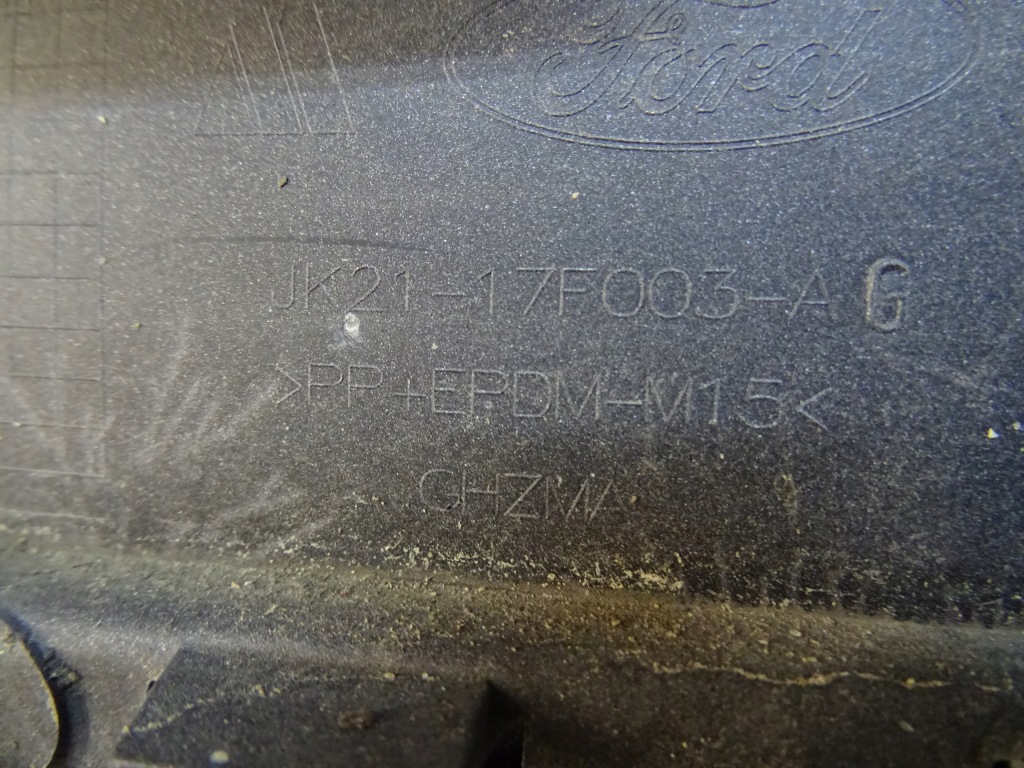 Ford
JK21-17F003-A G
>PP+EPDM-M15<
GHZMA